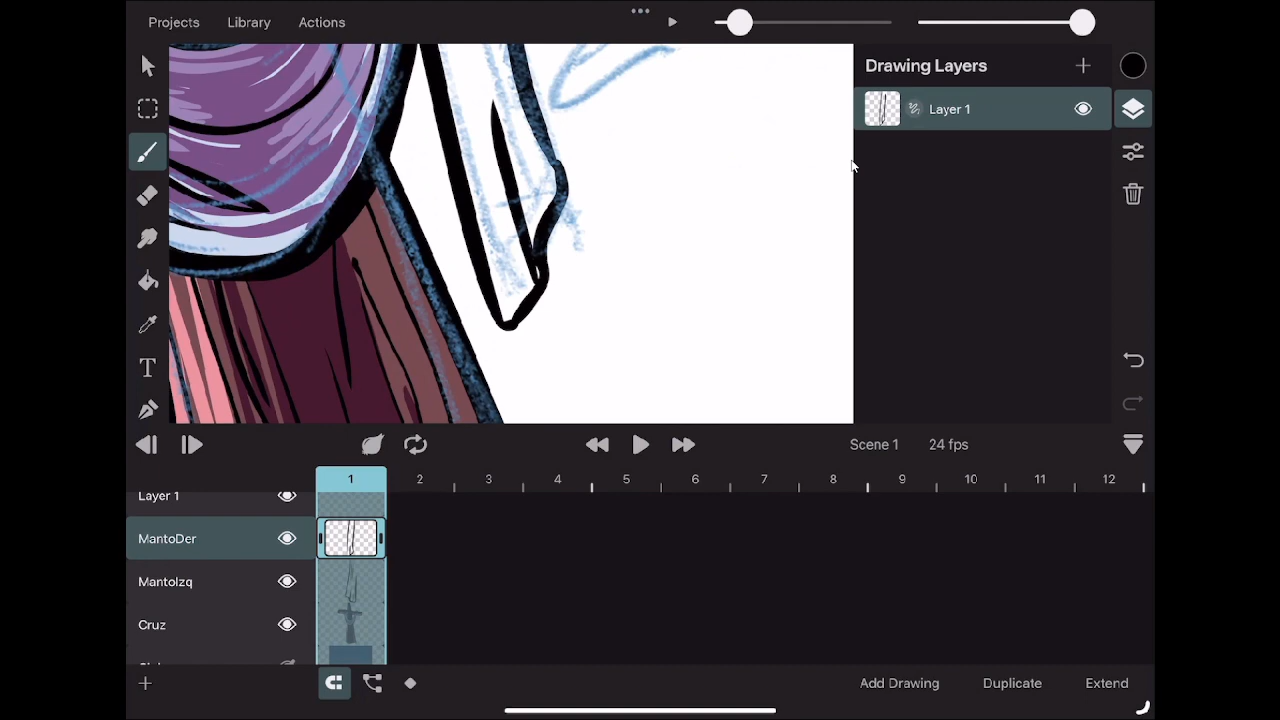 Projects Library Actions
Drawing Layers
Layer 1
T
Scene 1 24 fps
1 2 3 4 5 6 7 8 9 10 11 12
Layer 1
MantoDer
MantoIzq
Cruz
Add Drawing Duplicate Extend